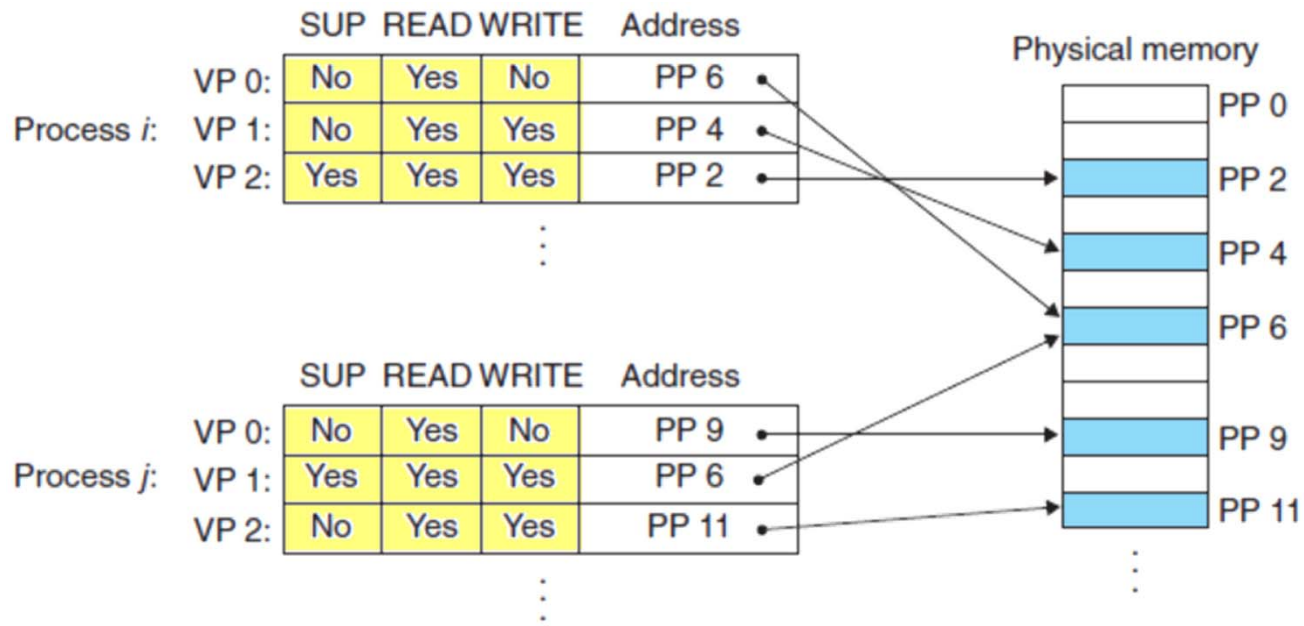 SUP READ WRITE Address
Physical memory
VP 0: No Yes No PP 6
PP 0
Process i: VP 1: No Yes Yes PP 4
VP 2: Yes Yes Yes PP 2
PP 2
PP 4
PP 6
SUP READ WRITE Address
VP 0: No Yes No PP 9
PP 9
Process j: VP 1: Yes Yes Yes PP 6
VP 2: No Yes Yes PP 11
PP 11